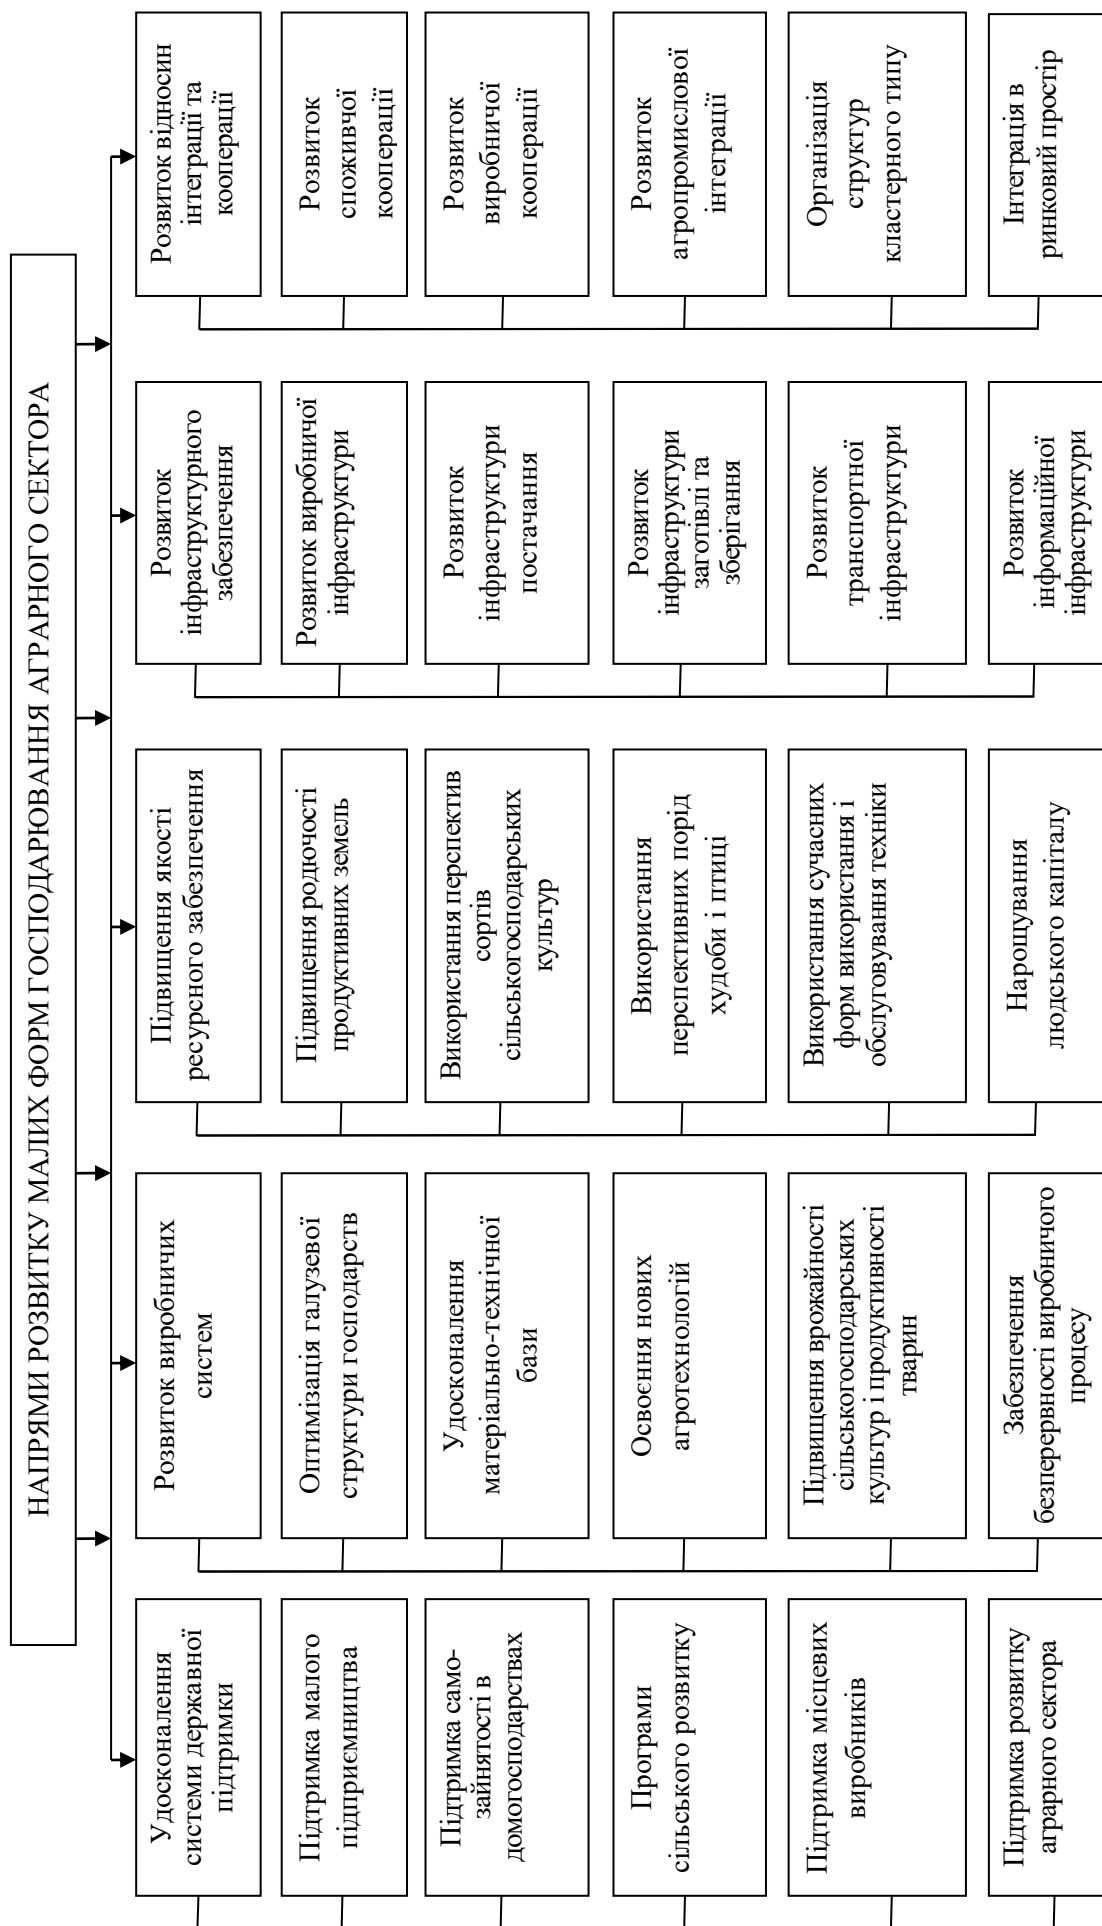 НАПРЯМИ РОЗВИТКУ МАЛИХ ФОРМ ГОСПОДАРЮВАННЯ АГРАРНОГО СЕКТОРА
Удосконалення
системи державної
підтримки
Підтримка малого
підприємництва
Підтримка само-
зайнятості в
домогосподарствах
Програми
сільського розвитку
Підтримка місцевих
виробників
Підтримка розвитку
аграрного сектора
Розвиток виробничих
систем
Оптимізація галузевої
структури господарств
Удосконалення
матеріально-технічної
бази
Освоєння нових
агротехнологій
Підвищення врожайності
сільськогосподарських
культур і продуктивності
тварин
Забезпечення
безперервності виробничого
процесу
Підвищення якості
ресурсного забезпечення
Підвищення родючості
продуктивних земель
Використання перспектив
сортів
сільськогосподарських
культур
Використання
перспективних порід
худоби і птиці
Використання сучасних
форм використання і
обслуговування техніки
Нарощування
людського капіталу
Розвиток
інфраструктурного
забезпечення
Розвиток виробничої
інфраструктури
Розвиток
інфраструктури
постачання
Розвиток
інфраструктури
заготівлі та
зберігання
Розвиток
транспортної
інфраструктури
Розвиток
інформаційної
інфраструктури
Розвиток відносин
інтеграції та
кооперації
Розвиток
споживчої
кооперації
Розвиток
виробничої
кооперації
Розвиток
агропромислової
інтеграції
Організація
структур
кластерного типу
Інтеграція в
ринковий простір